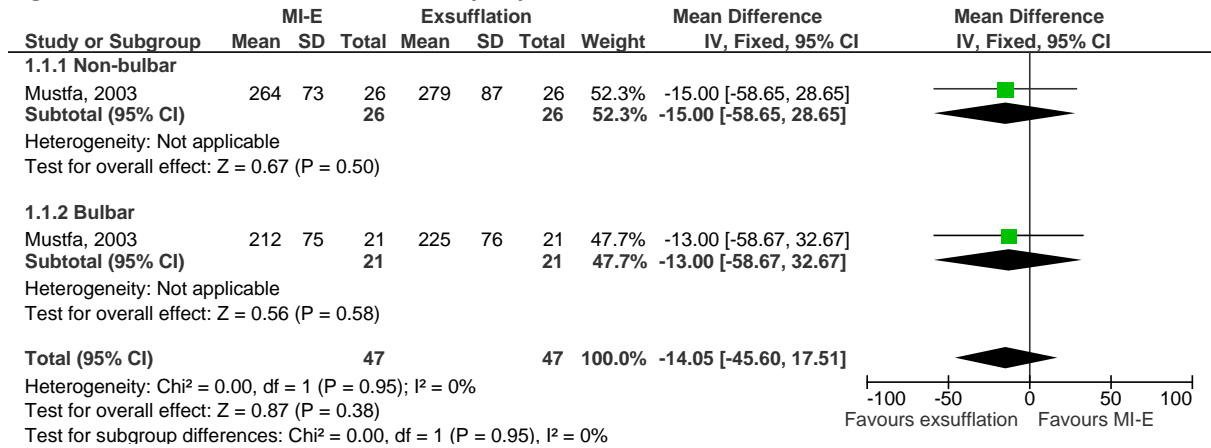 MI-E Exsufflation Mean Difference Mean Difference
Study or Subgroup Mean SD Total Mean SD Total Weight IV, Fixed, 95% CI IV, Fixed, 95% CI
1.1.1 Non-bulbar
Mustfa, 2003 264 73 26 279 87 26 52.3% -15.00 [-58.65, 28.65]
Subtotal (95% CI) 26 26 52.3% -15.00 [-58.65, 28.65]
Heterogeneity: Not applicable
Test for overall effect: Z = 0.67 (P = 0.50)
1.1.2 Bulbar
Mustfa, 2003 212 75 21 225 76 21 47.7% -13.00 [-58.67, 32.67]
Subtotal (95% CI) 21 21 47.7% -13.00 [-58.67, 32.67]
Heterogeneity: Not applicable
Test for overall effect: Z = 0.56 (P = 0.58)
Total (95% CI) 47 47 100.0% -14.05 [-45.60, 17.51]
Heterogeneity: Chi² = 0.00, df = 1 (P = 0.95); I² = 0%
Test for overall effect: Z = 0.87 (P = 0.38)
Test for subgroup differences: Chi² = 0.00, df = 1 (P = 0.95), I² = 0%
-100 -50 0 50 100
Favours exsufflation Favours MI-E